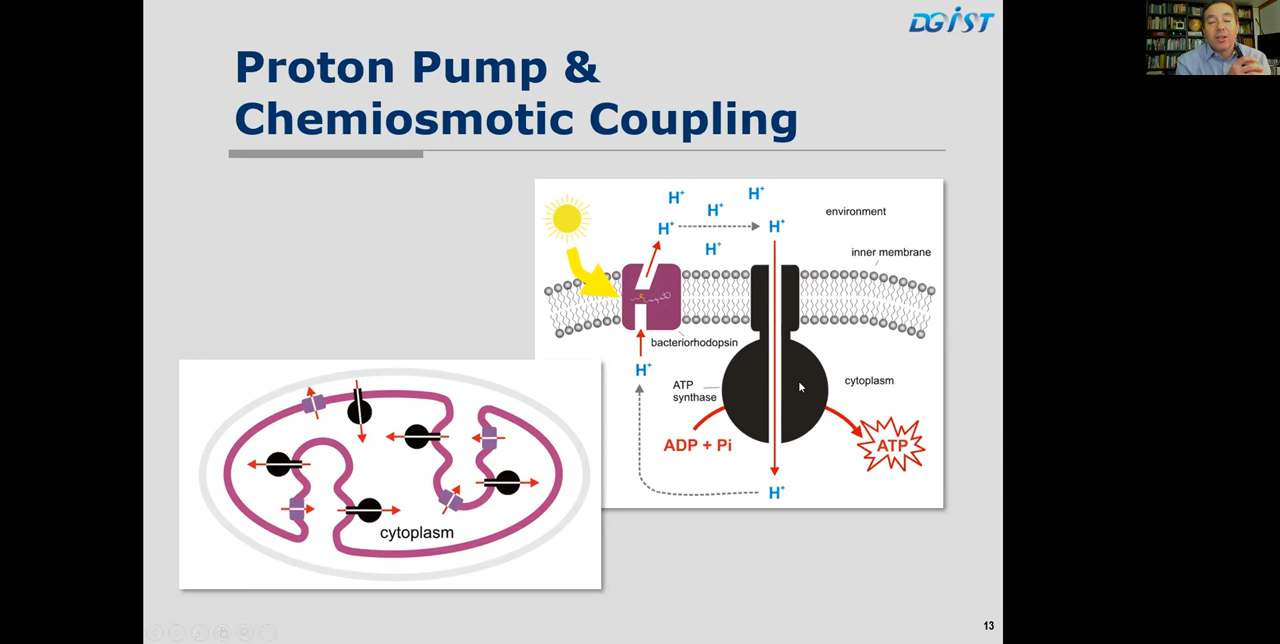 DGIST
Proton Pump &
Chemiosmotic Coupling
H⁺
H⁺
H⁺
H⁺
H⁺
H⁺
environment
inner membrane
bacteriorhodopsin
H⁺
ATP
synthase
cytoplasm
ADP + Pi
ATP
H⁺
cytoplasm
13